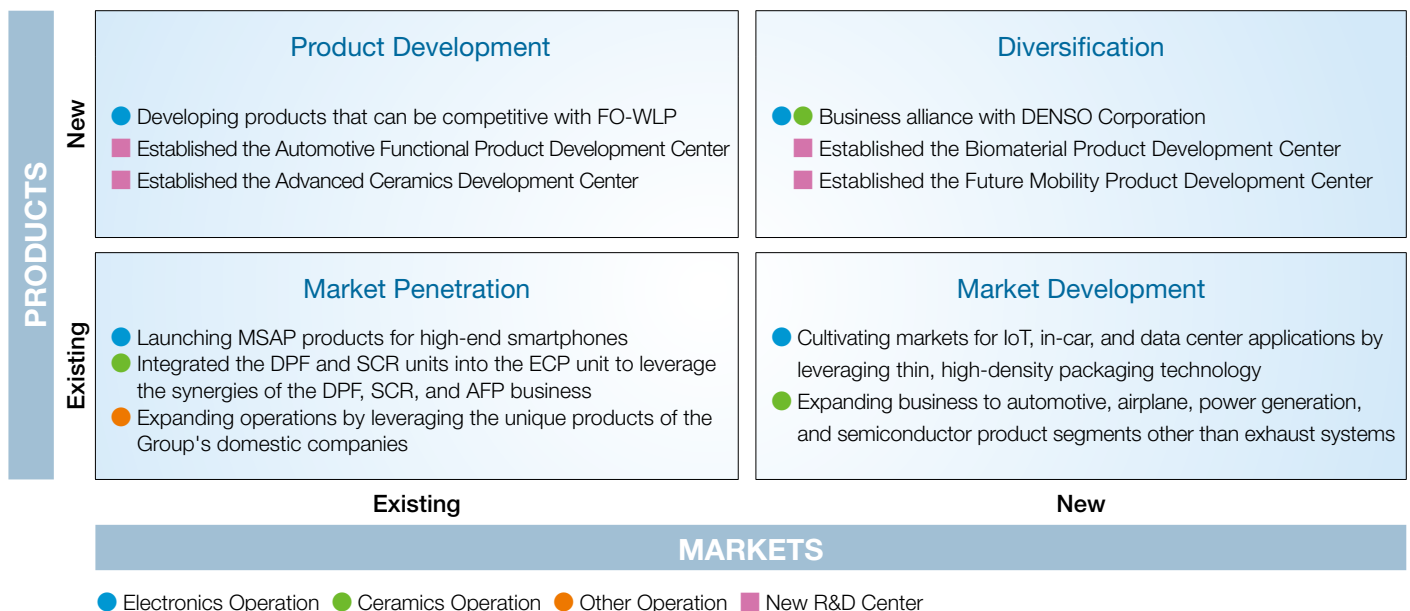 PRODUCTS
New
Product Development
Developing products that can be competitive with FO-WLP
Established the Automotive Functional Product Development Center
Established the Advanced Ceramics Development Center
Diversification
Business alliance with DENSO Corporation
Established the Biomaterial Product Development Center
Established the Future Mobility Product Development Center
Existing
Market Penetration
Launching MSAP products for high-end smartphones
Integrated the DPF and SCR units into the ECP unit to leverage
the synergies of the DPF, SCR, and AFP business
Expanding operations by leveraging the unique products of the
Group's domestic companies
Market Development
Cultivating markets for IoT, in-car, and data center applications by
leveraging thin, high-density packaging technology
Expanding business to automotive, airplane, power generation,
and semiconductor product segments other than exhaust systems
Existing
New
MARKETS
Electronics Operation
Ceramics Operation
Other Operation
New R&D Center